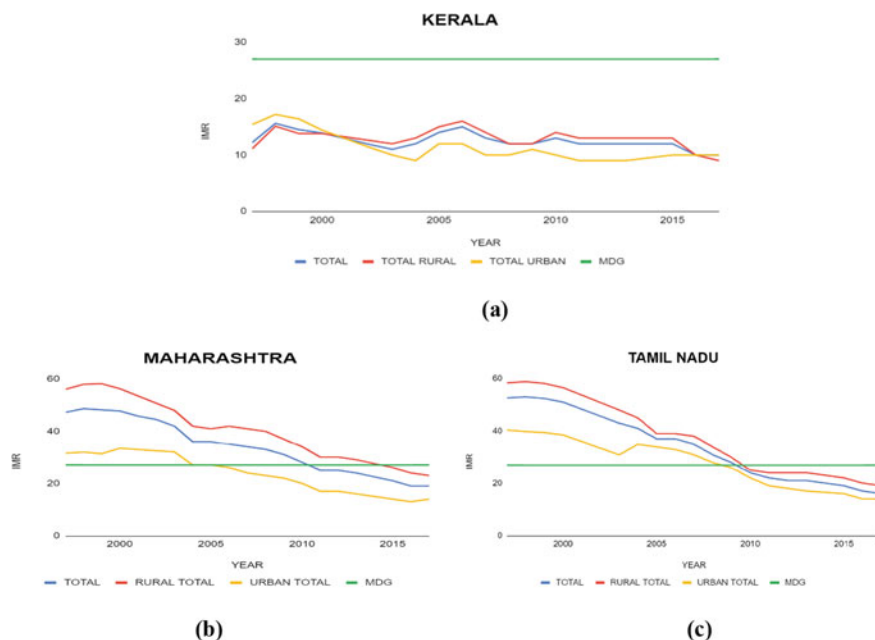 KERALA
30
20
10
0
IMR
2000 2005 2010 2015
YEAR
TOTAL TOTAL RURAL TOTAL URBAN MDG
(a)
MAHARASHTRA
60
40
20
0
IMR
2000 2005 2010 2015
YEAR
TOTAL RURAL TOTAL URBAN TOTAL MDG
(b)
TAMIL NADU
60
40
20
0
IMR
2000 2005 2010 2015
YEAR
TOTAL RURAL TOTAL URBAN TOTAL MDG
(c)